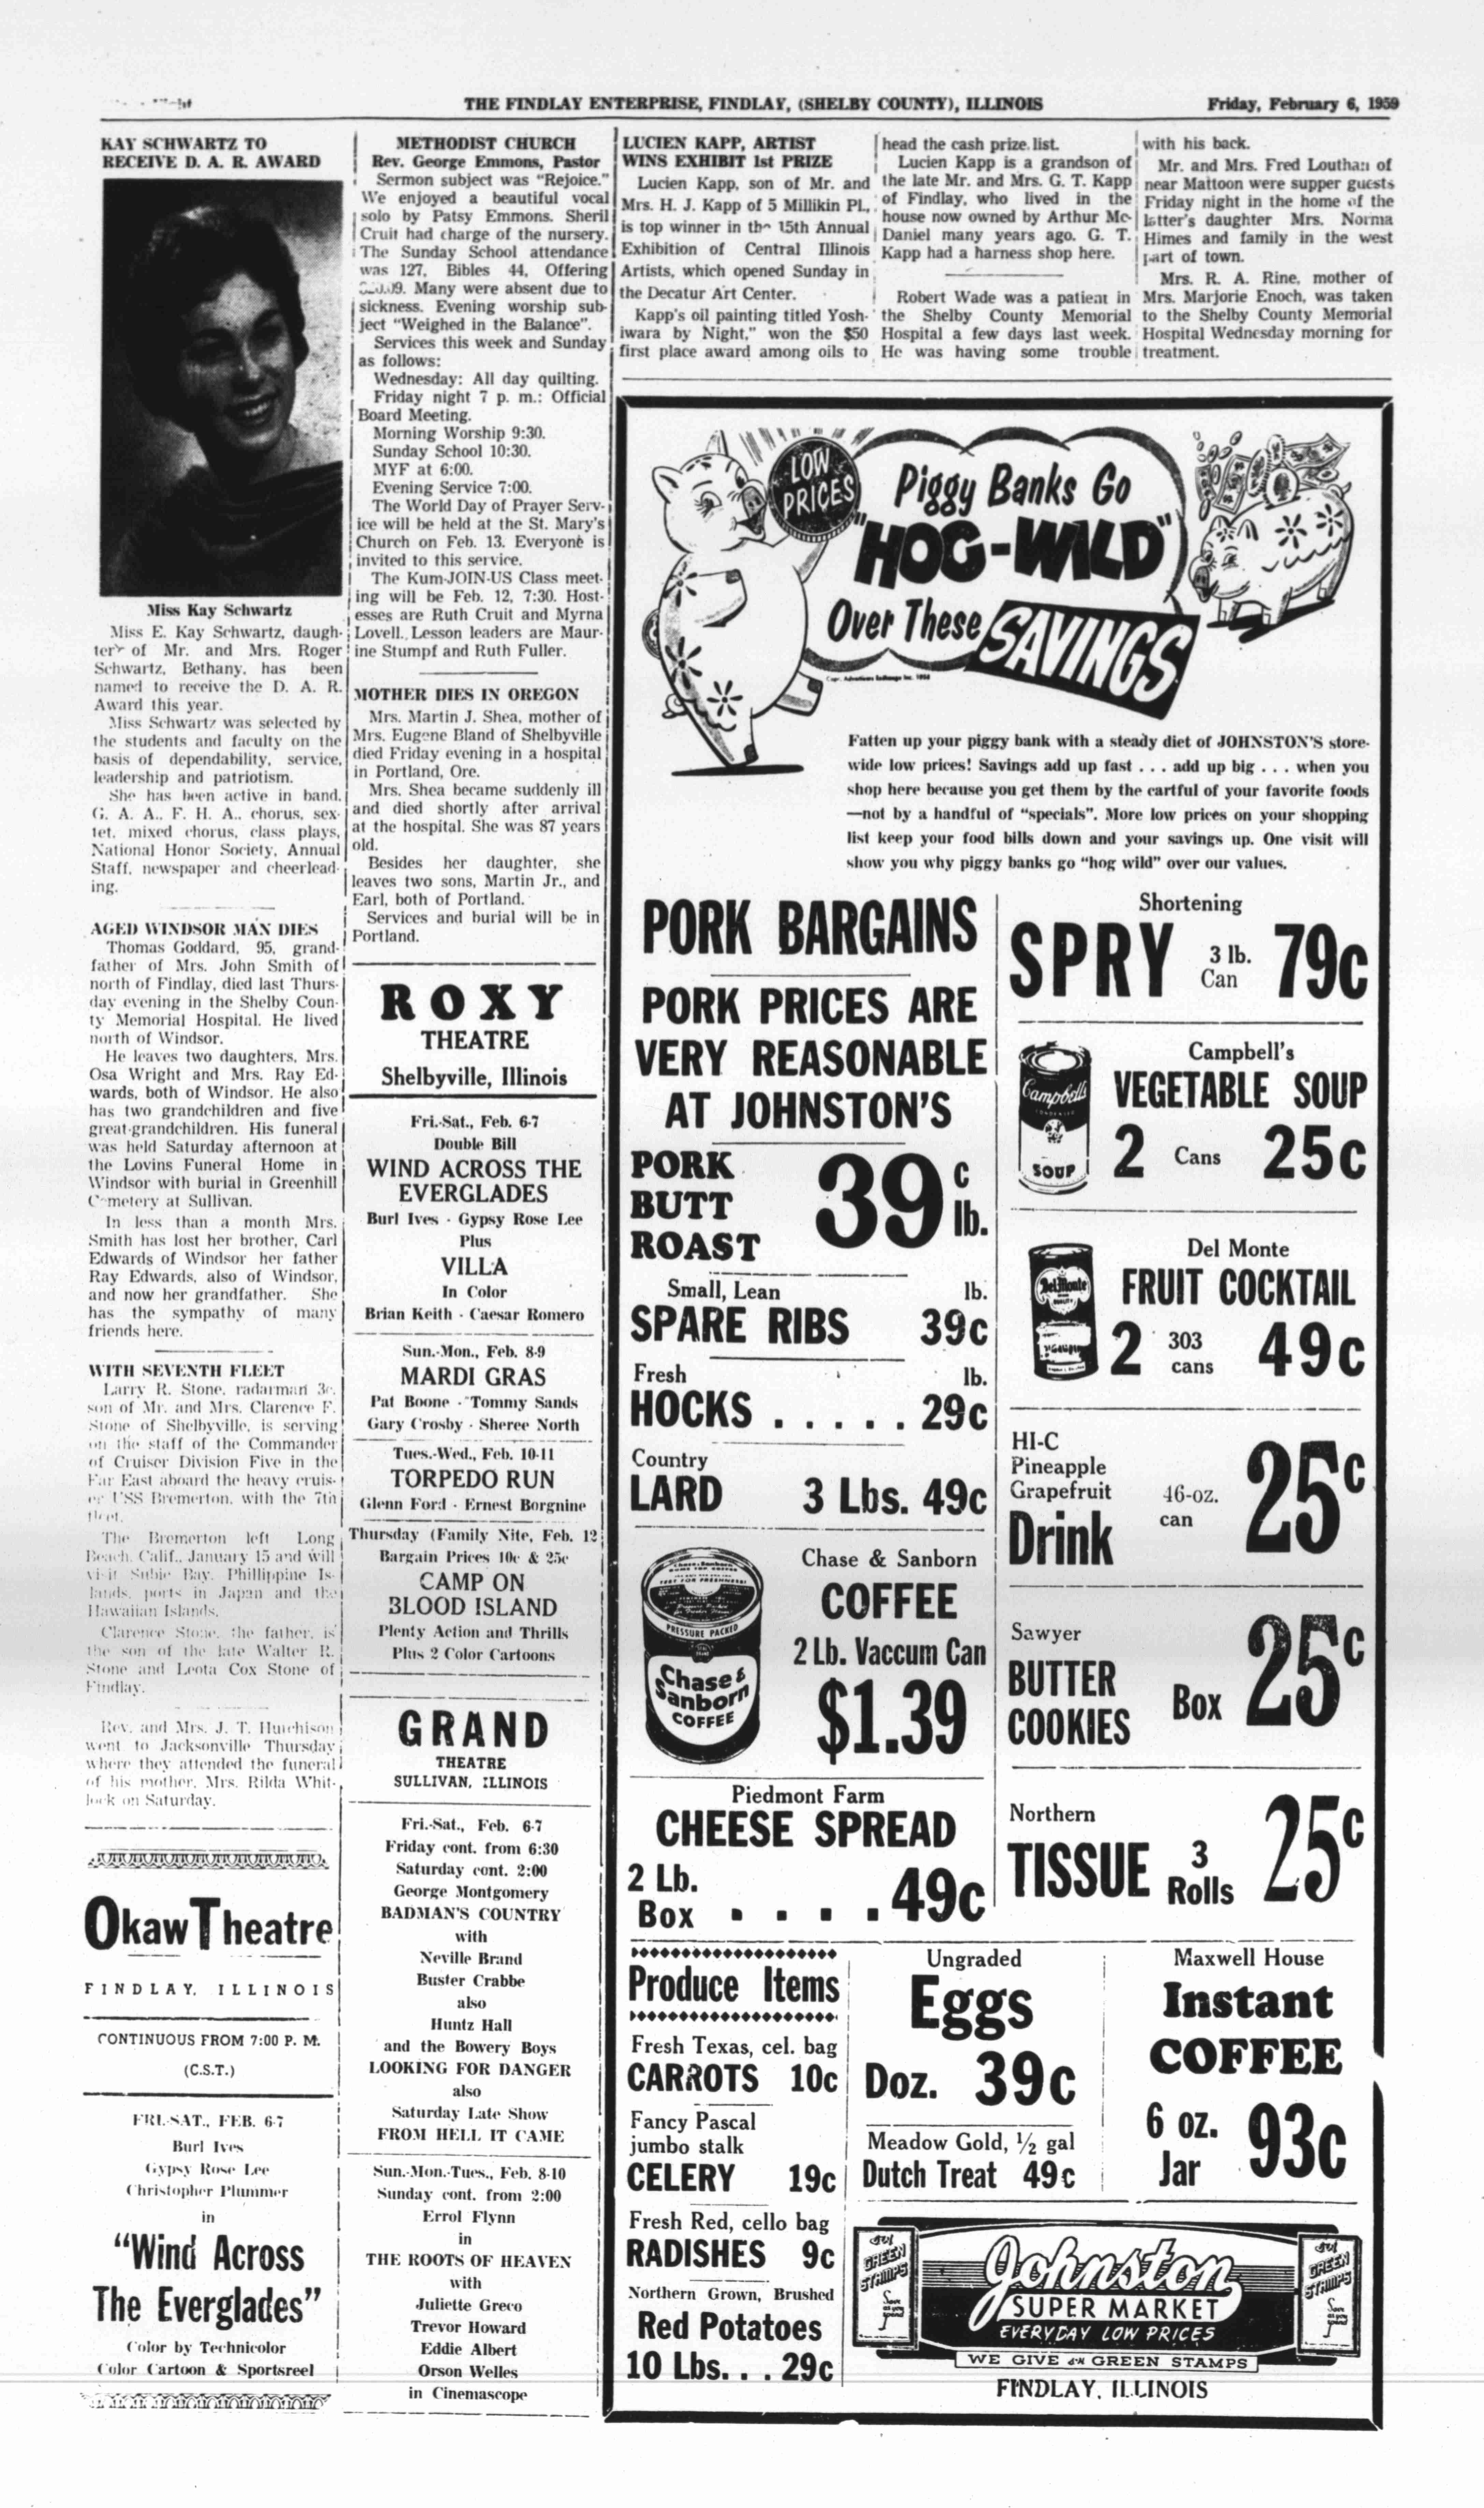 THE FINDLAY ENTERPRISE, FINDLAY, (SHELBY COUNTY), ILLINOIS
Friday, February 6, 1959
KAY SCHWARTZ TO
RECEIVE D. A. R. AWARD
Miss Kay Schwartz
Miss E. Kay Schwartz, daugh-
ter of Mr. and Mrs. Roger
Schwartz, Bethany, has been
named to receive the D. A. R.
Award this year.
Miss Schwartz was selected by
the students and faculty on the
basis of dependability, service,
leadership and patriotism.
She has been active in band,
G. A. A., F. H. A., chorus, sex-
tet, mixed chorus, class plays,
National Honor Society, Annual
Staff, newspaper and cheerlead-
ing.
AGED WINDSOR MAN DIES
Thomas Goddard, 95, grand-
father of Mrs. John Smith of
north of Findlay, died last Thurs-
day evening in the Shelby Coun-
ty Memorial Hospital. He lived
north of Windsor.
He leaves two daughters, Mrs.
Osa Wright and Mrs. Ray Ed-
wards, both of Windsor. He also
has two grandchildren and five
great-grandchildren. His funeral
was held Saturday afternoon at
the Lovins Funeral Home in
Windsor with burial in Greenhill
Cemetery at Sullivan.
In less than a month Mrs.
Smith has lost her brother, Carl
Edwards of Windsor her father
Ray Edwards, also of Windsor,
and now her grandfather. She
has the sympathy of many
friends here.
WITH SEVENTH FLEET
Larry R. Stone, radarman 3c,
son of Mr. and Mrs. Clarence F.
Stone of Shelbyville, is serving
on the staff of the Commander
of Cruiser Division Five in the
Far East aboard the heavy cruis-
er USS Bremerton, with the 7th
fleet.
The Bremerton left Long
Beach, Calif., January 15 and will
visit Subic Bay, Phillippine Is-
lands, ports in Japan and the
Hawaiian Islands.
Clarence Stone, the father, is
the son of the late Walter R.
Stone and Leota Cox Stone of
Findlay.
Rev. and Mrs. J. T. Hutchison
went to Jacksonville Thursday
where they attended the funeral
of his mother, Mrs. Rilda Whit-
lock on Saturday.
Okaw Theatre
FINDLAY, ILLINOIS
CONTINUOUS FROM 7:00 P. M.
(C.S.T.)
FRI.-SAT., FEB. 6-7
Burl Ives
Gypsy Rose Lee
Christopher Plummer
in
"Wind Across
The Everglades"
Color by Technicolor
Color Cartoon & Sportsreel
METHODIST CHURCH
Rev. George Emmons, Pastor
Sermon subject was "Rejoice."
We enjoyed a beautiful vocal
solo by Patsy Emmons. Sheril
Cruit had charge of the nursery.
The Sunday School attendance
was 127, Bibles 44, Offering
Many were absent due to
sickness. Evening worship sub-
ject "Weighed in the Balance".
Services this week and Sunday
as follows:
Wednesday: All day quilting.
Friday night 7 p. m.: Official
Board Meeting.
Morning Worship 9:30.
Sunday School 10:30.
MYF at 6:00.
Evening Service 7:00.
The World Day of Prayer Serv-
ice will be held at the St. Mary's
Church on Feb. 13. Everyone is
invited to this service.
The Kum-JOIN-US Class meet-
ing will be Feb. 12, 7:30. Host-
esses are Ruth Cruit and Myrna
Lovell. Lesson leaders are Maur-
ine Stumpf and Ruth Fuller.
MOTHER DIES IN OREGON
Mrs. Martin J. Shea, mother of
Mrs. Eugene Bland of Shelbyville
died Friday evening in a hospital
in Portland, Ore.
Mrs. Shea became suddenly ill
and died shortly after arrival
at the hospital. She was 87 years
old.
Besides her daughter, she
leaves two sons, Martin Jr., and
Earl, both of Portland.
Services and burial will be in
Portland.
ROXY
THEATRE
Shelbyville, Illinois
Fri.-Sat., Feb. 6-7
Double Bill
WIND ACROSS THE
EVERGLADES
Burl Ives - Gypsy Rose Lee
Plus
VILLA
In Color
Brian Keith - Caesar Romero
Sun.-Mon., Feb. 8-9
MARDI GRAS
Pat Boone - Tommy Sands
Gary Crosby - Sheree North
Tues.-Wed., Feb. 10-11
TORPEDO RUN
Glenn Ford - Ernest Borgnine
Thursday (Family Nite, Feb. 12
Bargain Prices 10c & 25c
CAMP ON
BLOOD ISLAND
Plenty Action and Thrills
Plus 2 Color Cartoons
GRAND
THEATRE
SULLIVAN, ILLINOIS
Fri.-Sat., Feb. 6-7
Friday cont. from 6:30
Saturday cont. 2:00
George Montgomery
BADMAN'S COUNTRY
with
Neville Brand
Buster Crabbe
also
Huntz Hall
and the Bowery Boys
LOOKING FOR DANGER
also
Saturday Late Show
FROM HELL IT CAME
Sun.-Mon.-Tues., Feb. 8-10
Sunday cont. from 2:00
Errol Flynn
in
THE ROOTS OF HEAVEN
with
Juliette Greco
Trevor Howard
Eddie Albert
Orson Welles
in Cinemascope
LUCIEN KAPP, ARTIST
WINS EXHIBIT 1st PRIZE
Lucien Kapp, son of Mr. and
Mrs. H. J. Kapp of 5 Millikin Pl.,
is top winner in the 15th Annual
Exhibition of Central Illinois
Artists, which opened Sunday in
the Decatur Art Center.
Kapp's oil painting titled Yosh-
iwara by Night," won the $50
first place award among oils to
head the cash prize list.
Lucien Kapp is a grandson of
the late Mr. and Mrs. G. T. Kapp
of Findlay, who lived in the
house now owned by Arthur Mc-
Daniel many years ago. G. T.
Kapp had a harness shop here.
Robert Wade was a patient in
the Shelby County Memorial
Hospital a few days last week.
He was having some trouble
with his back.
Mr. and Mrs. Fred Louthan of
near Mattoon were supper guests
Friday night in the home of the
latter's daughter Mrs. Norma
Himes and family in the west
part of town.
Mrs. R. A. Rine, mother of
Mrs. Marjorie Enoch, was taken
to the Shelby County Memorial
Hospital Wednesday morning for
treatment.
LOW
PRICES
Piggy Banks Go
"HOG-WILD"
Over These
SAVINGS
Copr. Advertisers Exchange Inc. 1958
Fatten up your piggy bank with a steady diet of JOHNSTON'S store-
wide low prices! Savings add up fast . . . add up big . . . when you
shop here because you get them by the cartful of your favorite foods
—not by a handful of "specials". More low prices on your shopping
list keep your food bills down and your savings up. One visit will
show you why piggy banks go "hog wild" over our values.
PORK BARGAINS
PORK PRICES ARE
VERY REASONABLE
AT JOHNSTON'S
PORK
BUTT
ROAST
39c lb.
Small, Lean lb.
SPARE RIBS 39c
Fresh lb.
HOCKS . . . . . 29c
Country
LARD 3 Lbs. 49c
PRESSURE PACKED
Chase &
Sanborn
COFFEE
Chase & Sanborn
COFFEE
2 Lb. Vaccum Can
$1.39
Piedmont Farm
CHEESE SPREAD
2 Lb.
Box . . . . 49c
Shortening
SPRY 3 lb. Can 79c
Campbell's
SOUP
Campbell's
VEGETABLE SOUP
2 Cans 25c
Del Monte
Del Monte
FRUIT COCKTAIL
2 303 cans 49c
HI-C
Pineapple
Grapefruit
Drink
46-oz.
can
25c
Sawyer
BUTTER
COOKIES
Box 25c
Northern
TISSUE 3 Rolls 25c
Produce Items
Fresh Texas, cel. bag
CARROTS 10c
Fancy Pascal
jumbo stalk
CELERY 19c
Fresh Red, cello bag
RADISHES 9c
Northern Grown, Brushed
Red Potatoes
10 Lbs. . . 29c
Ungraded
Eggs
Doz. 39c
Meadow Gold, ½ gal
Dutch Treat 49c
Maxwell House
Instant
COFFEE
6 oz.
Jar
93c
S&H
GREEN
STAMPS
Johnston
SUPER MARKET
EVERYDAY LOW PRICES
WE GIVE S&H GREEN STAMPS
S&H
GREEN
STAMPS
FINDLAY, ILLINOIS